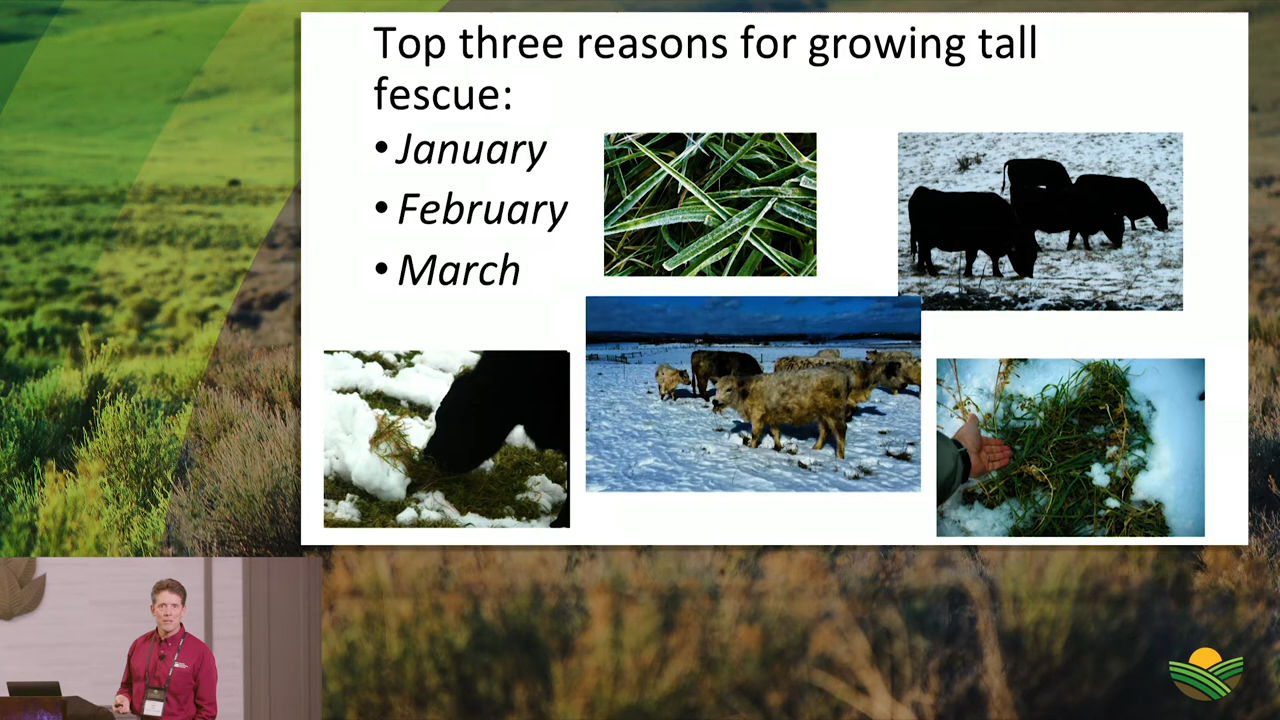 Top three reasons for growing tall
fescue:
• January
• February
• March